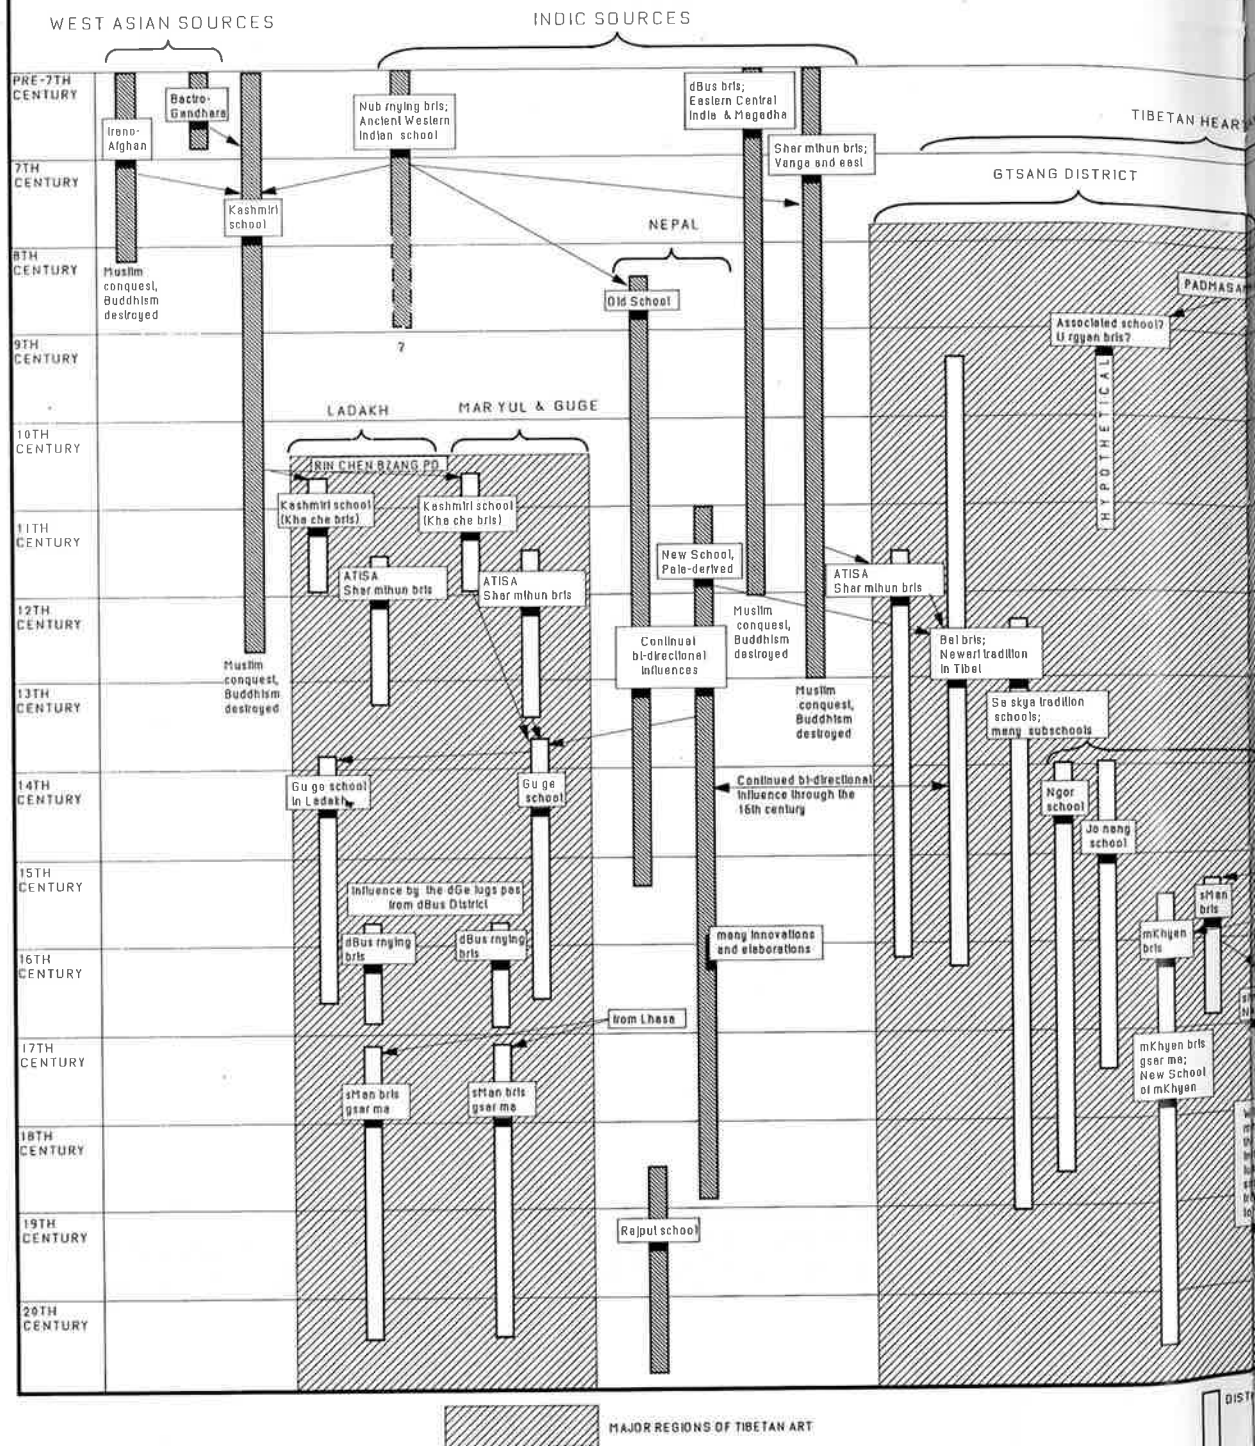 WEST ASIAN SOURCES
INDIC SOURCES
PRE-7TH
CENTURY
Bactro-
Gandhara
Irano-
Afghan
Nub rnying bris;
Ancient Western
Indian school
dBus bris;
Eastern Central
India & Magadha
Shar mthun bris;
Vanga and east
TIBETAN HEAR
7TH
CENTURY
GTSANG DISTRICT
Kashmiri
school
NEPAL
8TH
CENTURY
Muslim
conquest,
Buddhism
destroyed
Old School
PADMASA
Associated school?
U rgyan bris?
9TH
CENTURY
?
HYPOTHETICAL
LADAKH
MAR YUL & GUGE
10TH
CENTURY
RIN CHEN BZANG PO
Kashmiri school
(Kha che bris)
Kashmiri school
(Kha che bris)
11TH
CENTURY
New School,
Pala-derived
ATISA
Shar mthun bris
ATISA
Shar mthun bris
ATISA
Shar mthun bris
12TH
CENTURY
Muslim
conquest,
Buddhism
destroyed
Continual
bi-directional
influences
Bal bris;
Newari tradition
in Tibet
Muslim
conquest,
Buddhism
destroyed
13TH
CENTURY
Muslim
conquest,
Buddhism
destroyed
Sa skya tradition
schools;
many subschools
14TH
CENTURY
Gu ge school
in Ladakh
Gu ge
school
Continued bi-directional
influence through the
16th century
Ngor
school
Jo nang
school
15TH
CENTURY
Influence by the dGe lugs pas
from dBus District
sMan
bris
dBus rnying
bris
dBus rnying
bris
many innovations
and elaborations
mKhyen
bris
16TH
CENTURY
from Lhasa
17TH
CENTURY
mKhyen bris
gsar ma;
New School
of mKhyen
sMan bris
gsar ma
sMan bris
gsar ma
18TH
CENTURY
19TH
CENTURY
Rajput school
20TH
CENTURY
MAJOR REGIONS OF TIBETAN ART
DIST